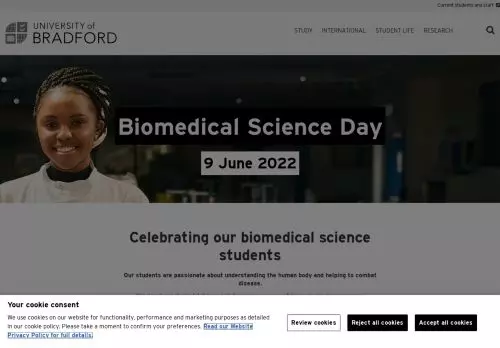 Current students and staff
UNIVERSITY of
BRADFORD
STUDY INTERNATIONAL STUDENT LIFE RESEARCH
Biomedical Science Day
9 June 2022
Celebrating our biomedical science
students
Our students are passionate about understanding the human body and helping to combat
disease.
Your cookie consent
We use cookies on our website for functionality, performance and marketing purposes as detailed
in our cookie policy. Please take a moment to confirm your preferences. Read our Website
Privacy Policy for full details.
Review cookies Reject all cookies Accept all cookies